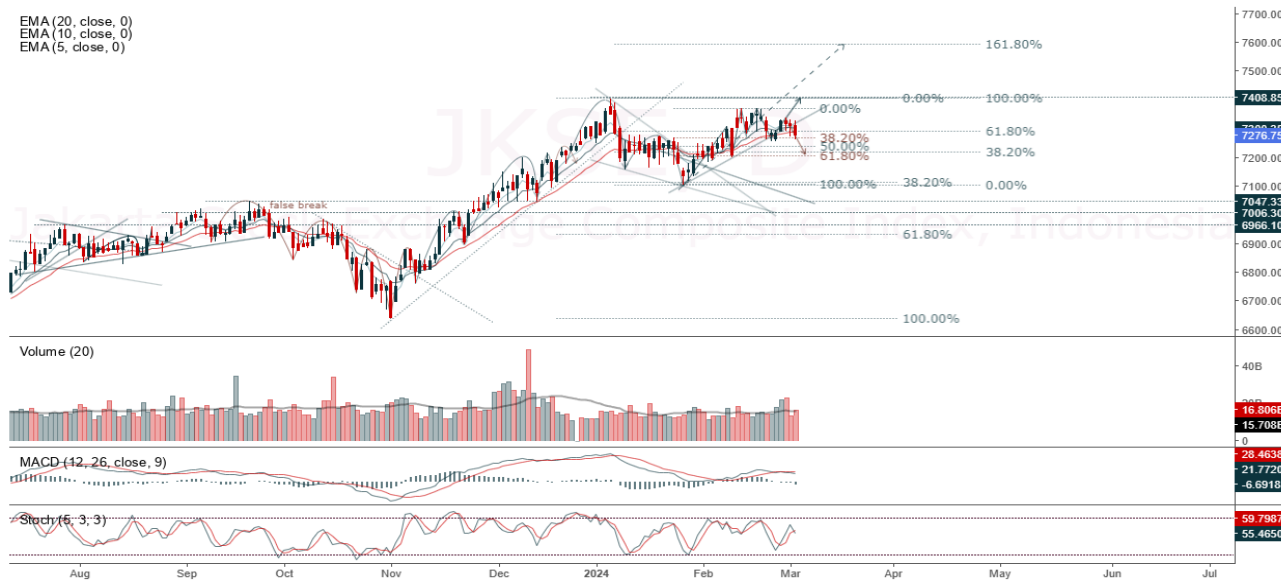 EMA (20, close, 0)
EMA (10, close, 0)
EMA (5, close, 0)
7700.00
7600.00
7500.00
7408.85
7276.75
7200.00
7100.00
7047.33
7006.30
6966.10
6900.00
6800.00
6700.00
6600.00
161.80%
0.00%
100.00%
0.00%
61.80%
38.20%
50.00%
38.20%
61.80%
100.00%
38.20%
0.00%
61.80%
100.00%
false break
Volume (20)
40B
16.806B
15.708B
0
MACD (12, 26, close, 9)
28.4638
21.7720
-6.6918
Stoch (5, 3, 3)
59.7987
55.4650
Aug
Sep
Oct
Nov
Dec
2024
Feb
Mar
Apr
May
Jun
Jul